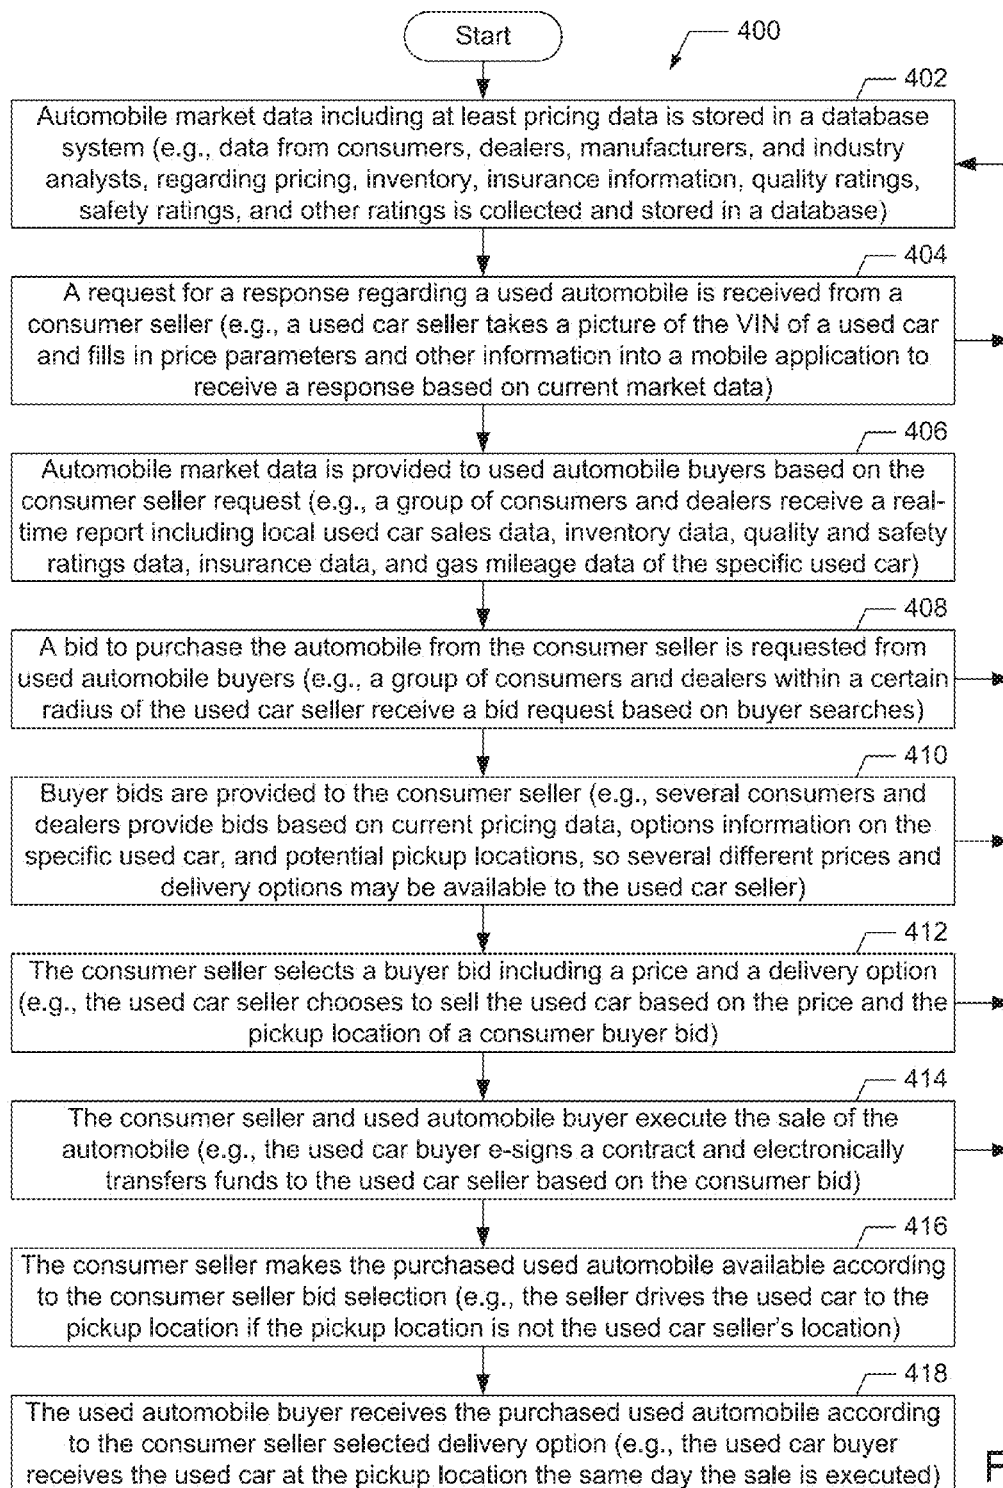 Start
400
402
Automobile market data including at least pricing data is stored in a database
system (e.g., data from consumers, dealers, manufacturers, and industry
analysts, regarding pricing, inventory, insurance information, quality ratings,
safety ratings, and other ratings is collected and stored in a database)
404
A request for a response regarding a used automobile is received from a
consumer seller (e.g., a used car seller takes a picture of the VIN of a used car
and fills in price parameters and other information into a mobile application to
receive a response based on current market data)
406
Automobile market data is provided to used automobile buyers based on the
consumer seller request (e.g., a group of consumers and dealers receive a real-
time report including local used car sales data, inventory data, quality and safety
ratings data, insurance data, and gas mileage data of the specific used car)
408
A bid to purchase the automobile from the consumer seller is requested from
used automobile buyers (e.g., a group of consumers and dealers within a certain
radius of the used car seller receive a bid request based on buyer searches)
410
Buyer bids are provided to the consumer seller (e.g., several consumers and
dealers provide bids based on current pricing data, options information on the
specific used car, and potential pickup locations, so several different prices and
delivery options may be available to the used car seller)
412
The consumer seller selects a buyer bid including a price and a delivery option
(e.g., the used car seller chooses to sell the used car based on the price and the
pickup location of a consumer buyer bid)
414
The consumer seller and used automobile buyer execute the sale of the
automobile (e.g., the used car buyer e-signs a contract and electronically
transfers funds to the used car seller based on the consumer bid)
416
The consumer seller makes the purchased used automobile available according
to the consumer seller bid selection (e.g., the seller drives the used car to the
pickup location if the pickup location is not the used car seller's location)
418
The used automobile buyer receives the purchased used automobile according
to the consumer seller selected delivery option (e.g., the used car buyer
receives the used car at the pickup location the same day the sale is executed)